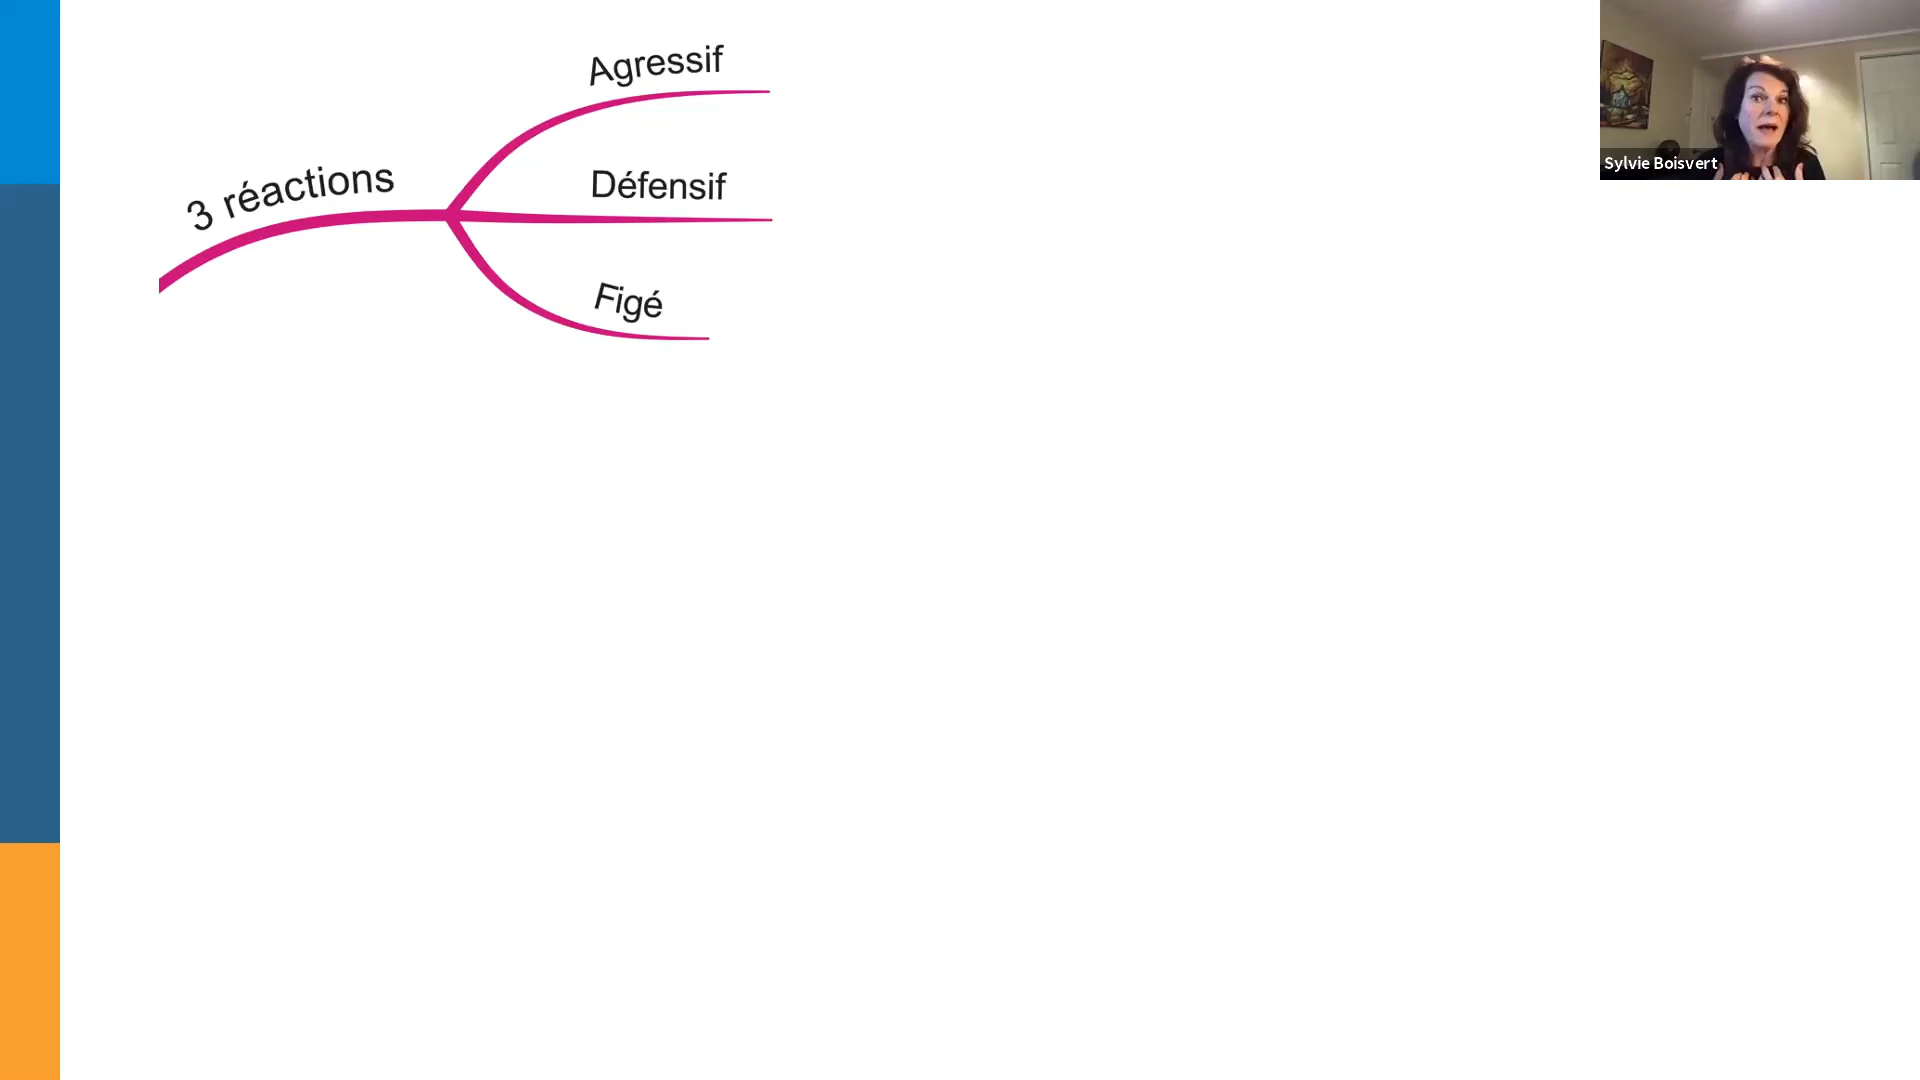 3 réactions
Agressif
Défensif
Figé
Sylvie Boisvert